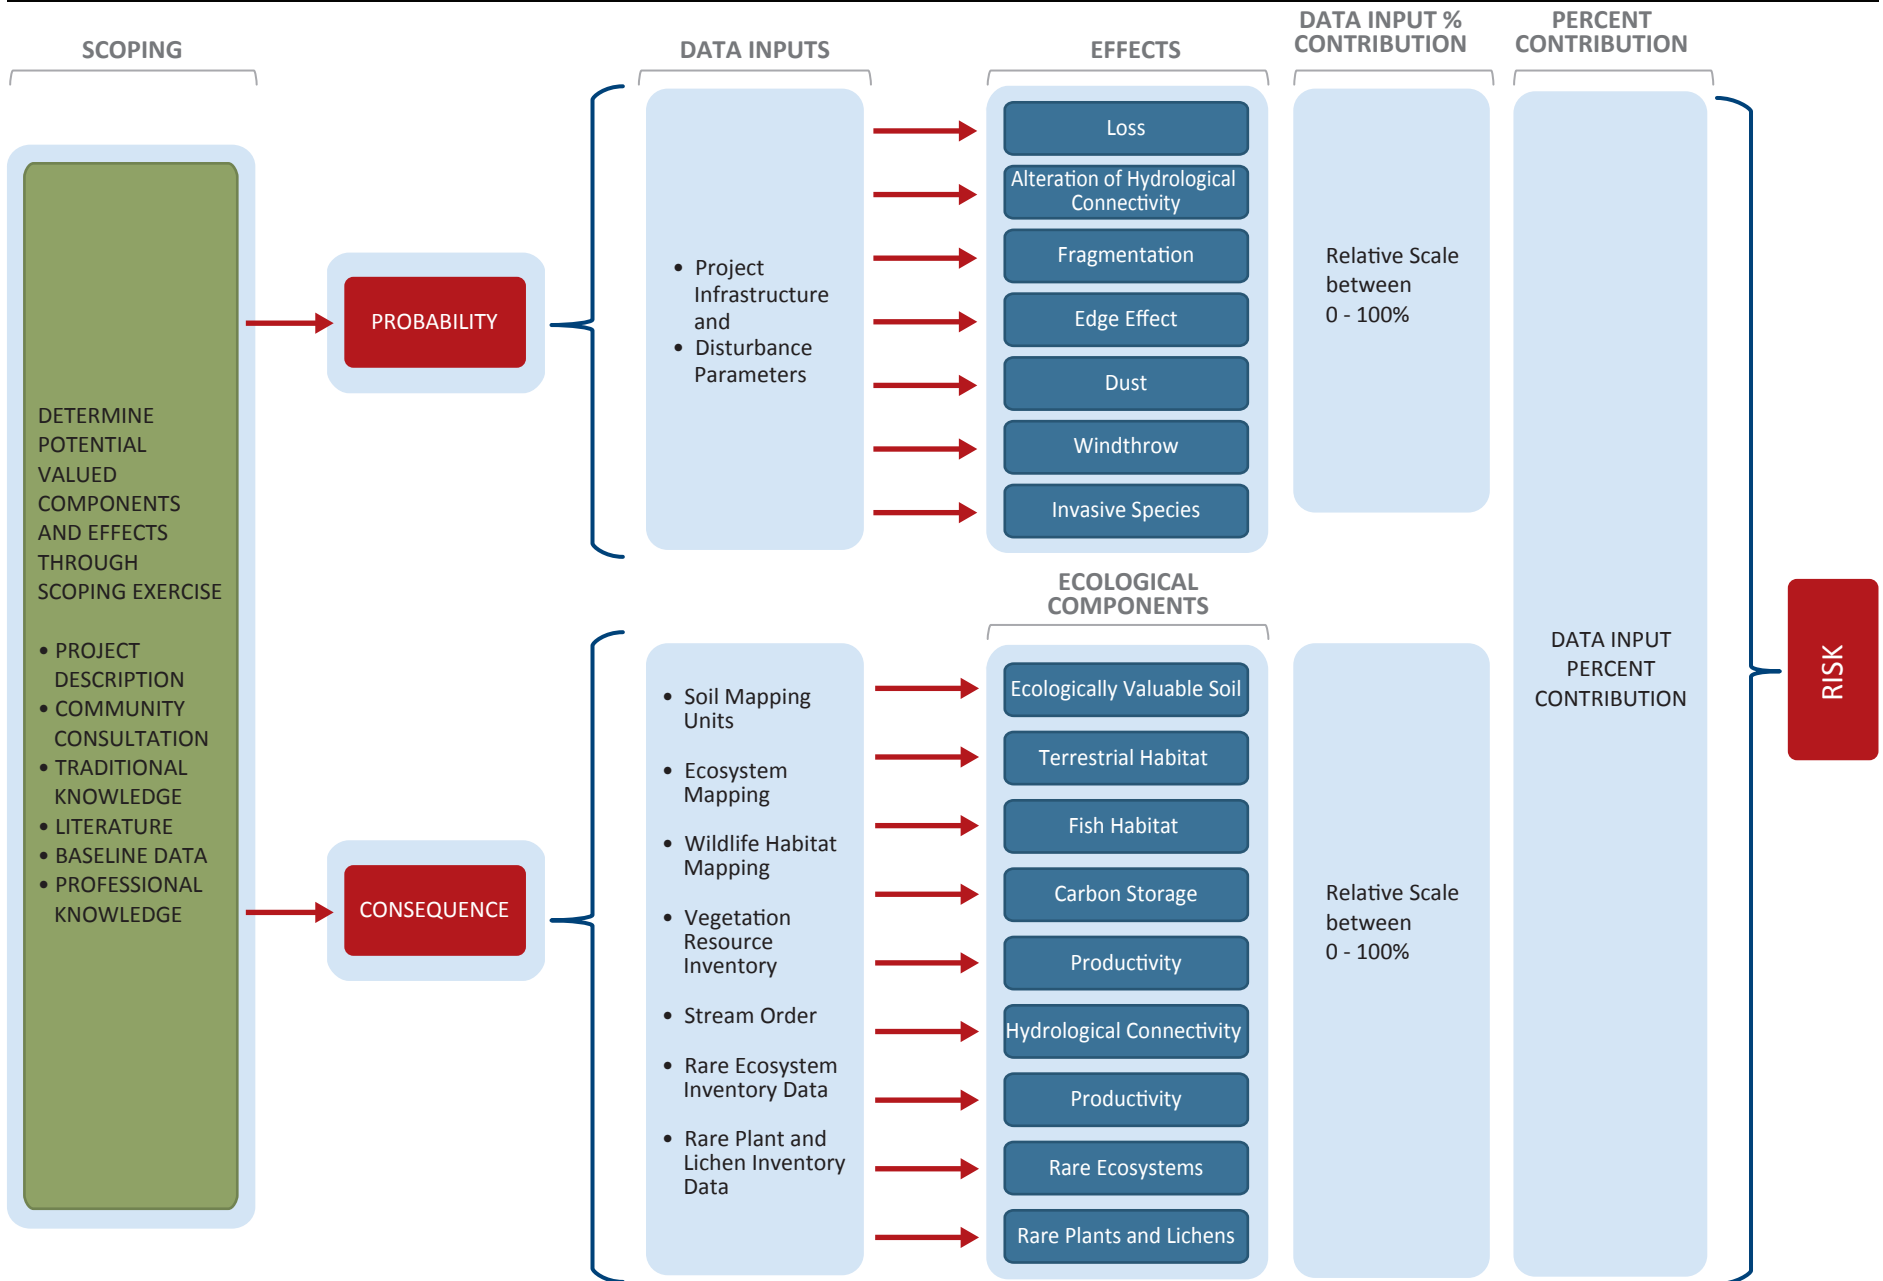 SCOPING
DETERMINE
POTENTIAL
VALUED
COMPONENTS
AND EFFECTS
THROUGH
SCOPING EXERCISE
• PROJECT
DESCRIPTION
• COMMUNITY
CONSULTATION
• TRADITIONAL
KNOWLEDGE
• LITERATURE
• BASELINE DATA
• PROFESSIONAL
KNOWLEDGE
PROBABILITY
CONSEQUENCE
DATA INPUTS
• Project
Infrastructure
and
• Disturbance
Parameters
• Soil Mapping
Units
• Ecosystem
Mapping
• Wildlife Habitat
Mapping
• Vegetation
Resource
Inventory
• Stream Order
• Rare Ecosystem
Inventory Data
• Rare Plant and
Lichen Inventory
Data
EFFECTS
Loss
Alteration of Hydrological
Connectivity
Fragmentation
Edge Effect
Dust
Windthrow
Invasive Species
ECOLOGICAL
COMPONENTS
Ecologically Valuable Soil
Terrestrial Habitat
Fish Habitat
Carbon Storage
Productivity
Hydrological Connectivity
Productivity
Rare Ecosystems
Rare Plants and Lichens
DATA INPUT %
CONTRIBUTION
Relative Scale
between
0 - 100%
Relative Scale
between
0 - 100%
PERCENT
CONTRIBUTION
DATA INPUT
PERCENT
CONTRIBUTION
RISK